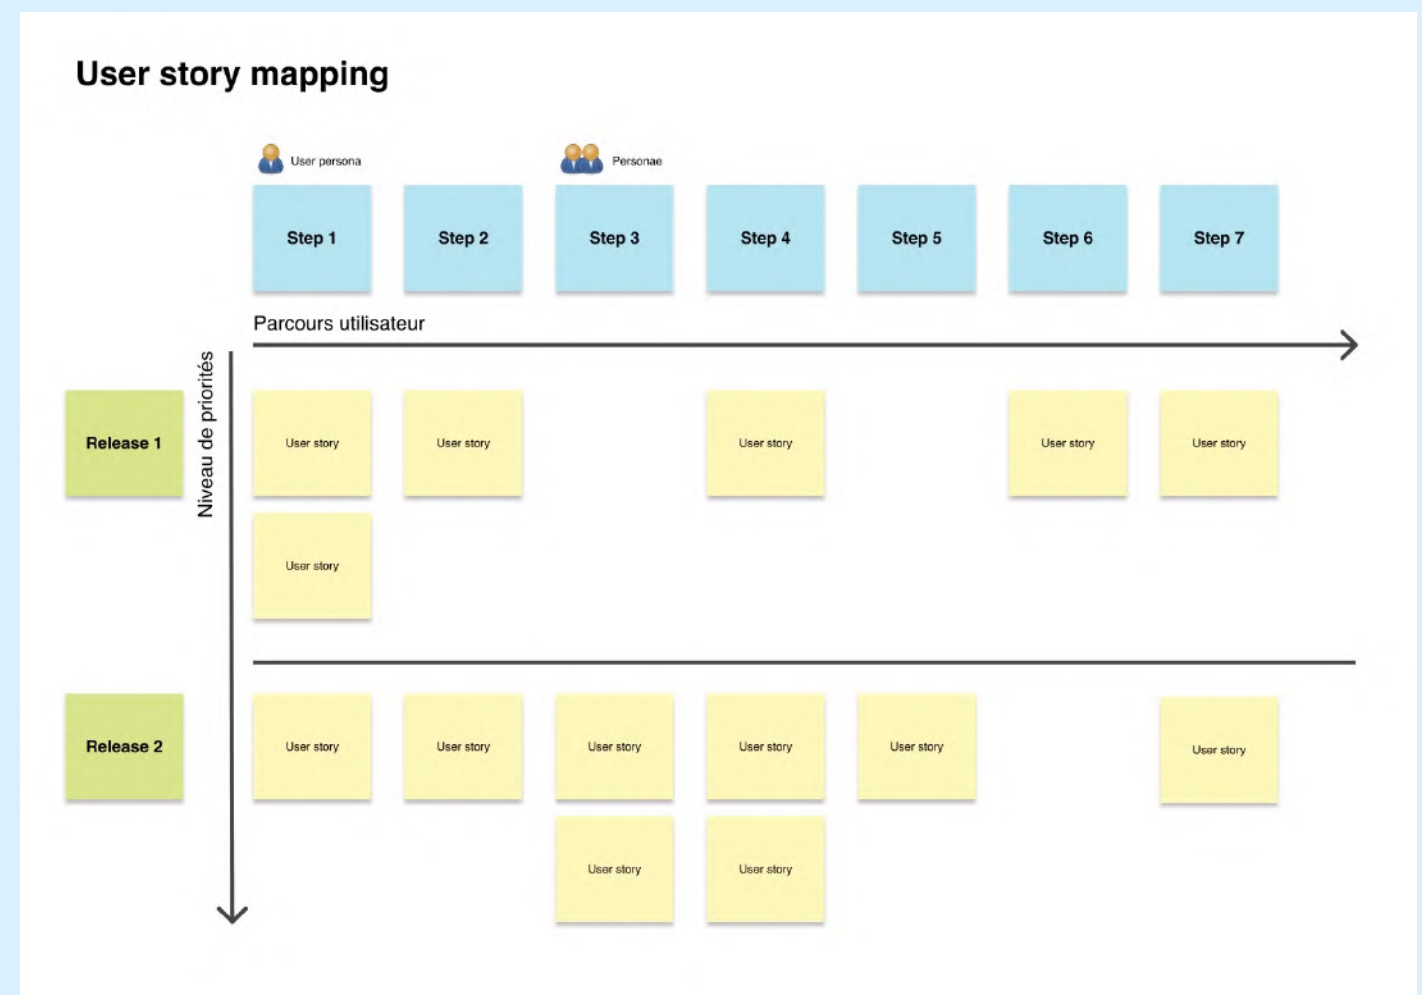 User story mapping
User persona
Personae
Step 1
Step 2
Step 3
Step 4
Step 5
Step 6
Step 7
Parcours utilisateur
Niveau de priorités
Release 1
User story
User story
User story
User story
User story
User story
Release 2
User story
User story
User story
User story
User story
User story
User story
User story